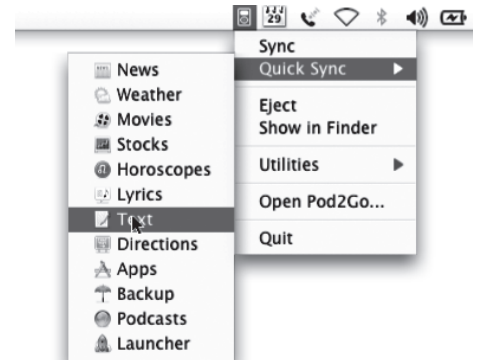 29
Sync
Quick Sync
Eject
Show in Finder
Utilities
Open Pod2Go...
Quit
News
Weather
Movies
Stocks
Horoscopes
Lyrics
Text
Directions
Apps
Backup
Podcasts
Launcher